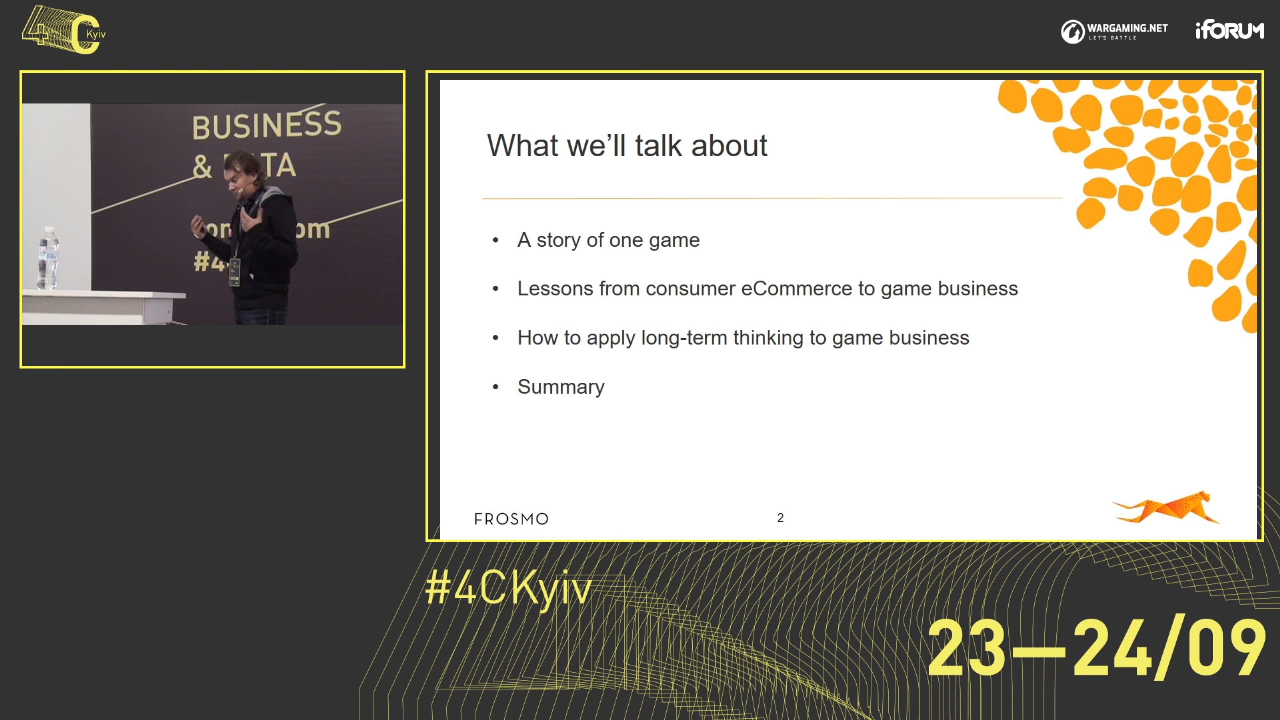 4C Kyiv
WARGAMING.NET
LET'S BATTLE
iFORUM
BUSINESS
&
#4
What we'll talk about
• A story of one game
• Lessons from consumer eCommerce to game business
• How to apply long-term thinking to game business
• Summary
FROSMO
2
#4CKyiv
23—24/09